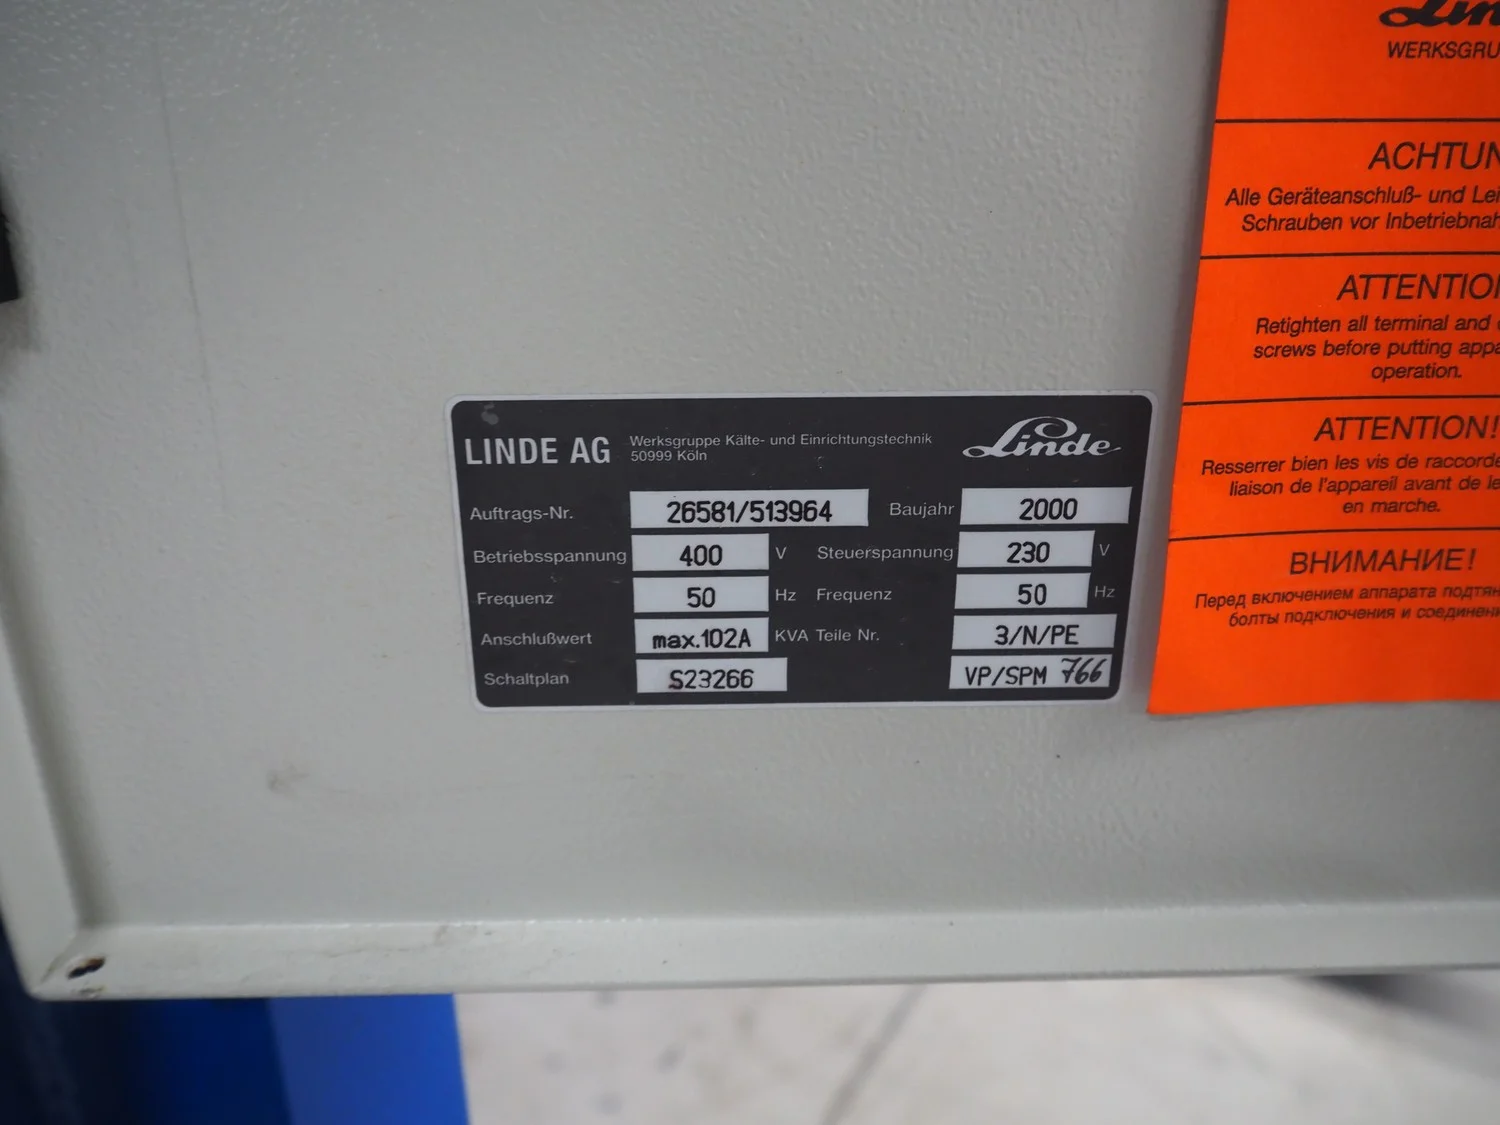 LINDE AG Werksgruppe Kälte- und Einrichtungstechnik
50999 Köln
Linde
Auftrags-Nr. 26581/513964 Baujahr 2000
Betriebsspannung 400 V Steuerspannung 230 V
Frequenz 50 Hz Frequenz 50 Hz
Anschlußwert max.102A KVA Teile Nr. 3/N/PE
Schaltplan S23266 VP/SPM 766
WERKSGRU
ACHTUN
Alle Geräteanschluß- und Lei
Schrauben vor Inbetriebnah
ATTENTIO
Retighten all terminal and
screws before putting appa
operation.
ATTENTION!
Resserrer bien les vis de raccorde
liaison de l'appareil avant de le
en marche.
ВНИМАНИЕ!
Перед включением аппарата подтян
болты подключения и соединен